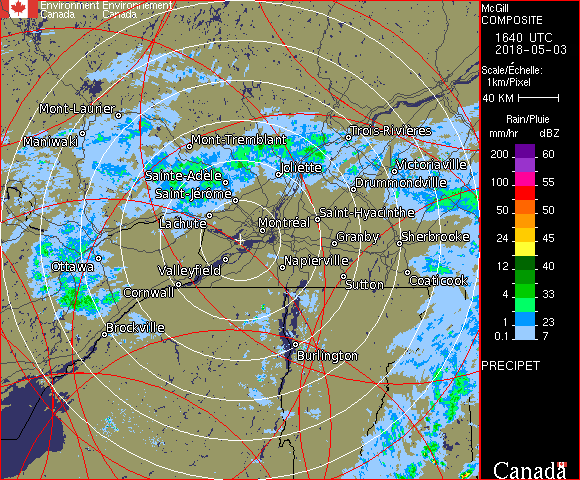 Environment Environnement
Canada Canada
McGill
COMPOSITE
1640 UTC
2018-05-03
Scale/Échelle:
1km/Pixel
40 KM
Rain/Pluie
mm/hr dBZ
200 60
100 55
50 50
24 45
12 40
4 33
1 23
0.1 7
PRECIPET
Canada
Mont-Laurier
Maniwaki
Mont-Tremblant
Trois-Rivières
Joliette
Victoriaville
Sainte-Adèle
Drummondville
Saint-Jérôme
Lachute
Saint-Hyacinthe
Montréal
Granby
Sherbrooke
Ottawa
Valleyfield
Napierville
Coaticook
Sutton
Cornwall
Brockville
Burlington